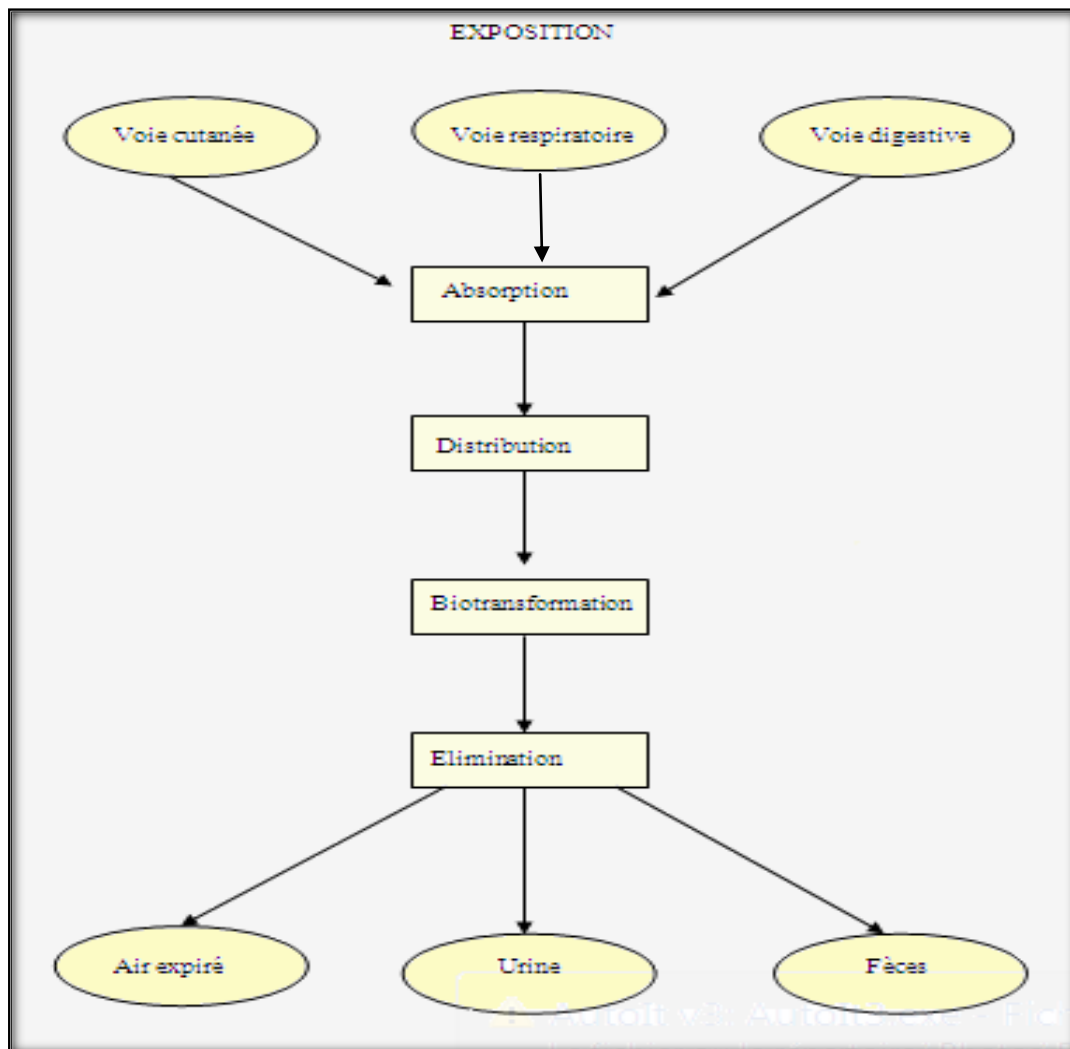 EXPOSITION
Voie cutanée
Voie respiratoire
Voie digestive
Absorption
Distribution
Biotransformation
Elimination
Air expiré
Urine
Fèces